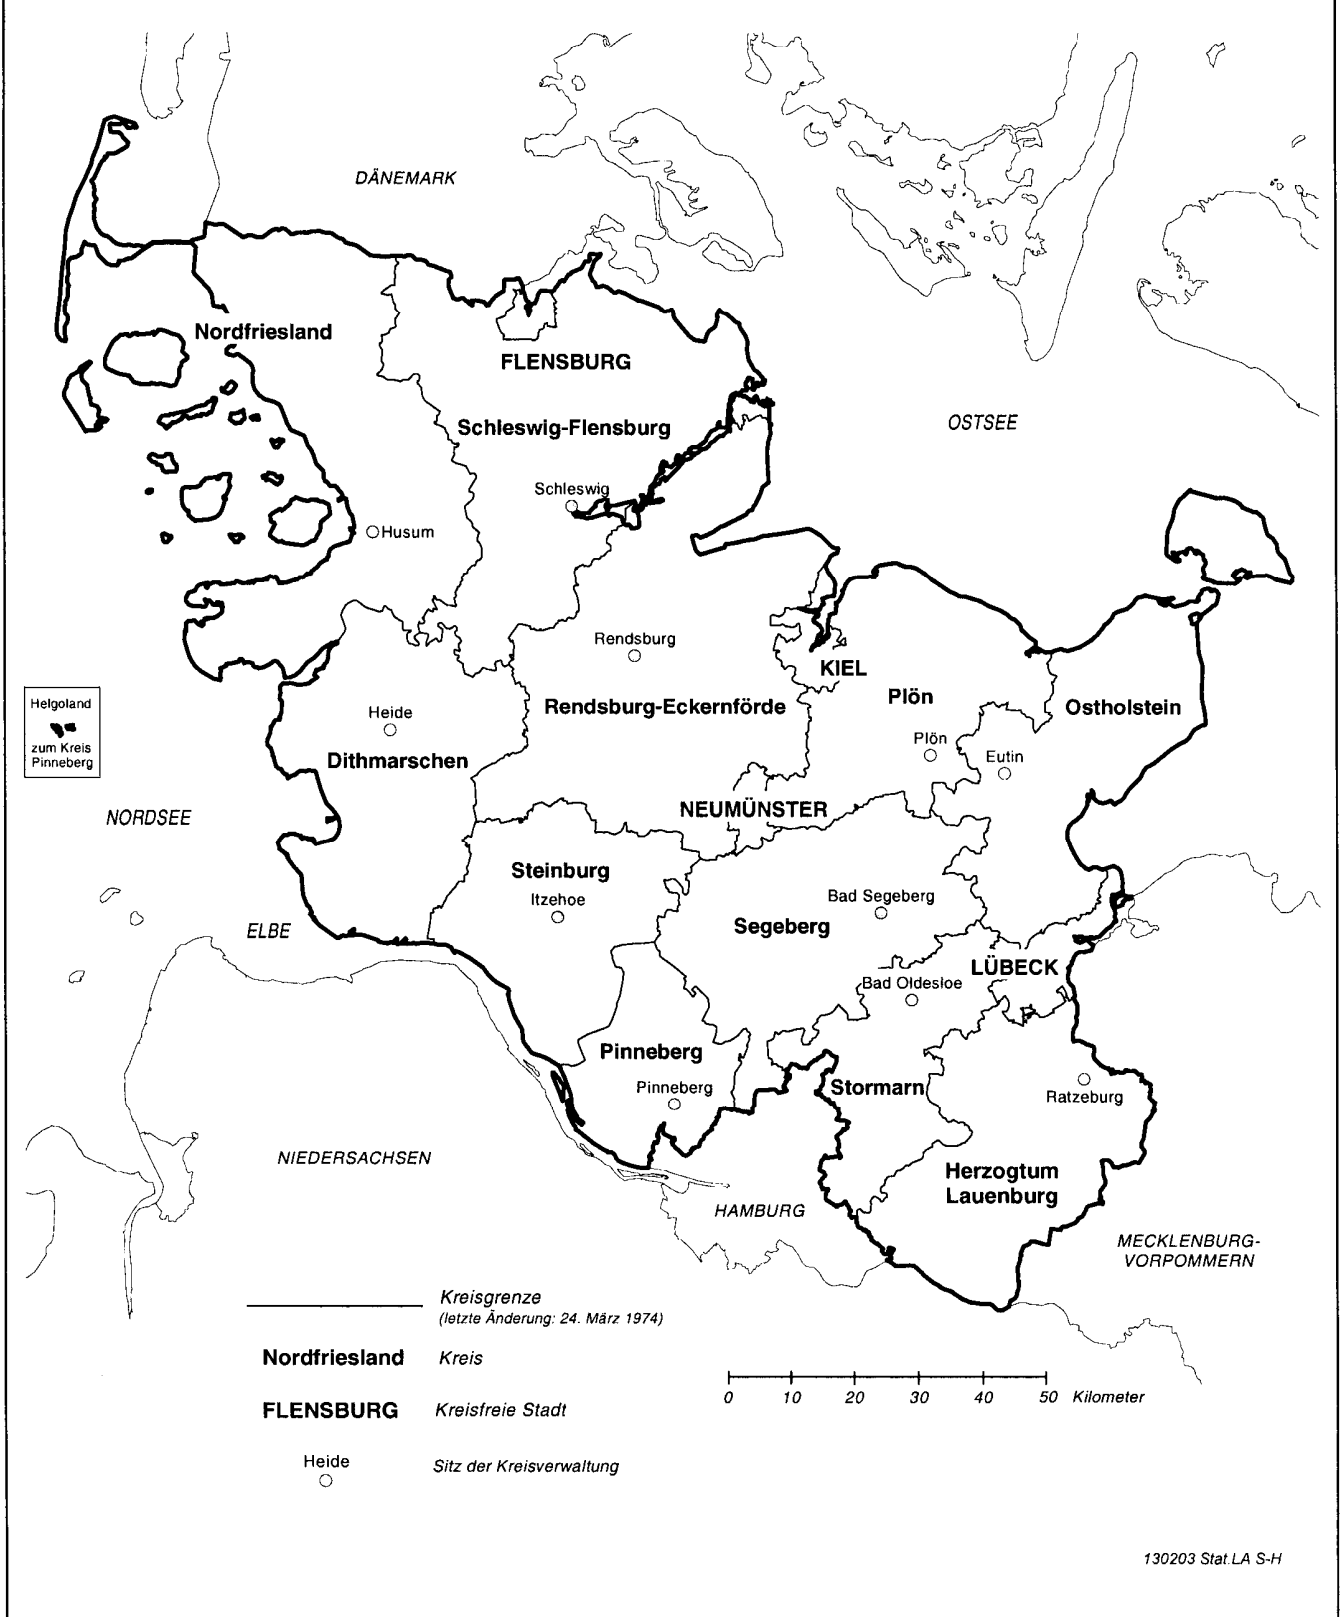 DÄNEMARK
Nordfriesland
FLENSBURG
Schleswig-Flensburg
OSTSEE
Schleswig
Husum
Rendsburg
KIEL
Helgoland
zum Kreis
Pinneberg
Heide
Rendsburg-Eckernförde
Plön
Ostholstein
Plön
Eutin
Dithmarschen
NORDSEE
NEUMÜNSTER
Steinburg
Itzehoe
Bad Segeberg
Segeberg
ELBE
LÜBECK
Bad Oldesloe
Pinneberg
Pinneberg
Stormarn
Ratzeburg
NIEDERSACHSEN
Herzogtum
Lauenburg
HAMBURG
MECKLENBURG-
VORPOMMERN
Kreisgrenze
(letzte Änderung: 24. März 1974)
Nordfriesland Kreis
FLENSBURG Kreisfreie Stadt
Heide
Sitz der Kreisverwaltung
0 10 20 30 40 50 Kilometer
130203 Stat.LA S-H